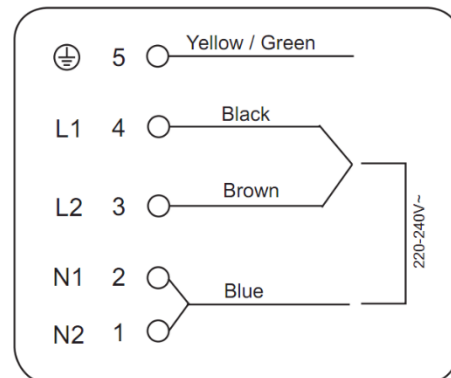 5 Yellow / Green
L1 4 Black
L2 3 Brown
N1 2
Blue
N2 1
220-240V~